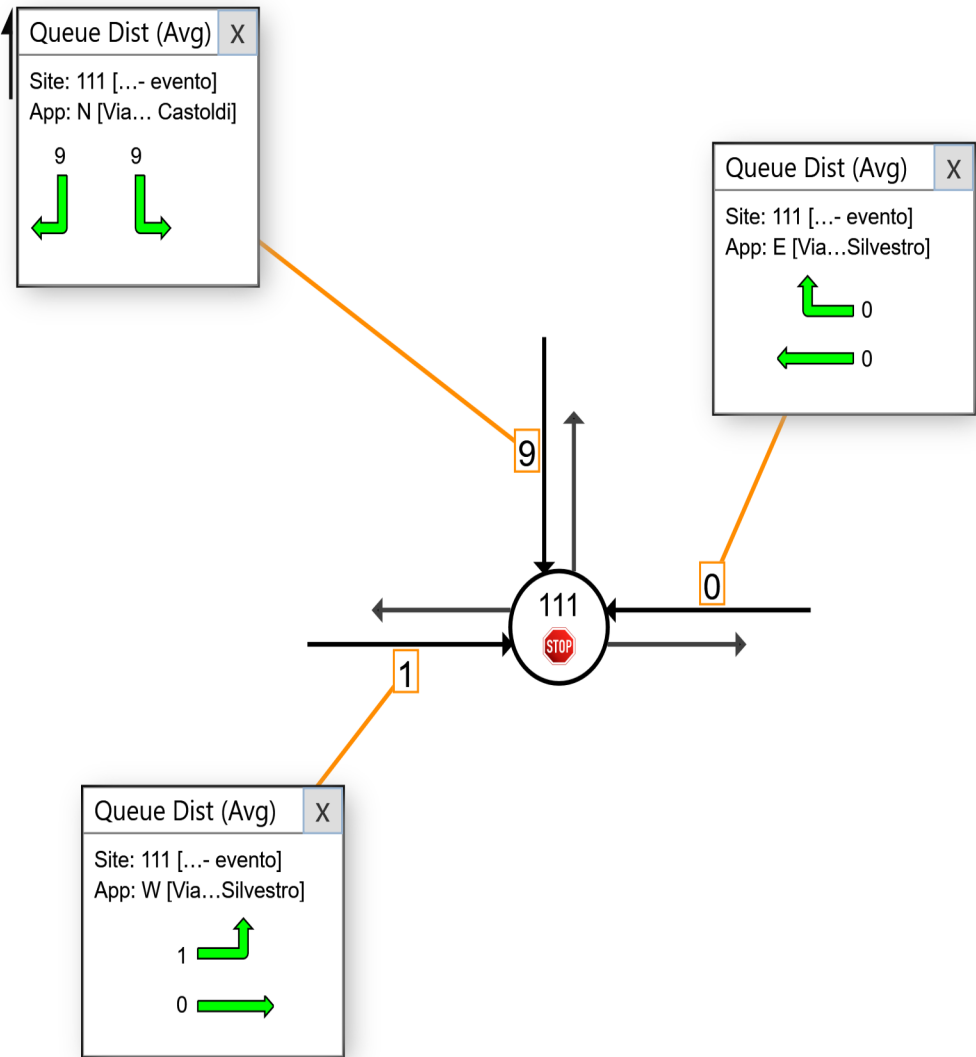 Queue Dist (Avg) X
Site: 111 [...- evento]
App: N [Via... Castoldi]
9 9
Queue Dist (Avg) X
Site: 111 [...- evento]
App: E [Via...Silvestro]
0
0
9
0
111
STOP
1
Queue Dist (Avg) X
Site: 111 [...- evento]
App: W [Via...Silvestro]
1
0